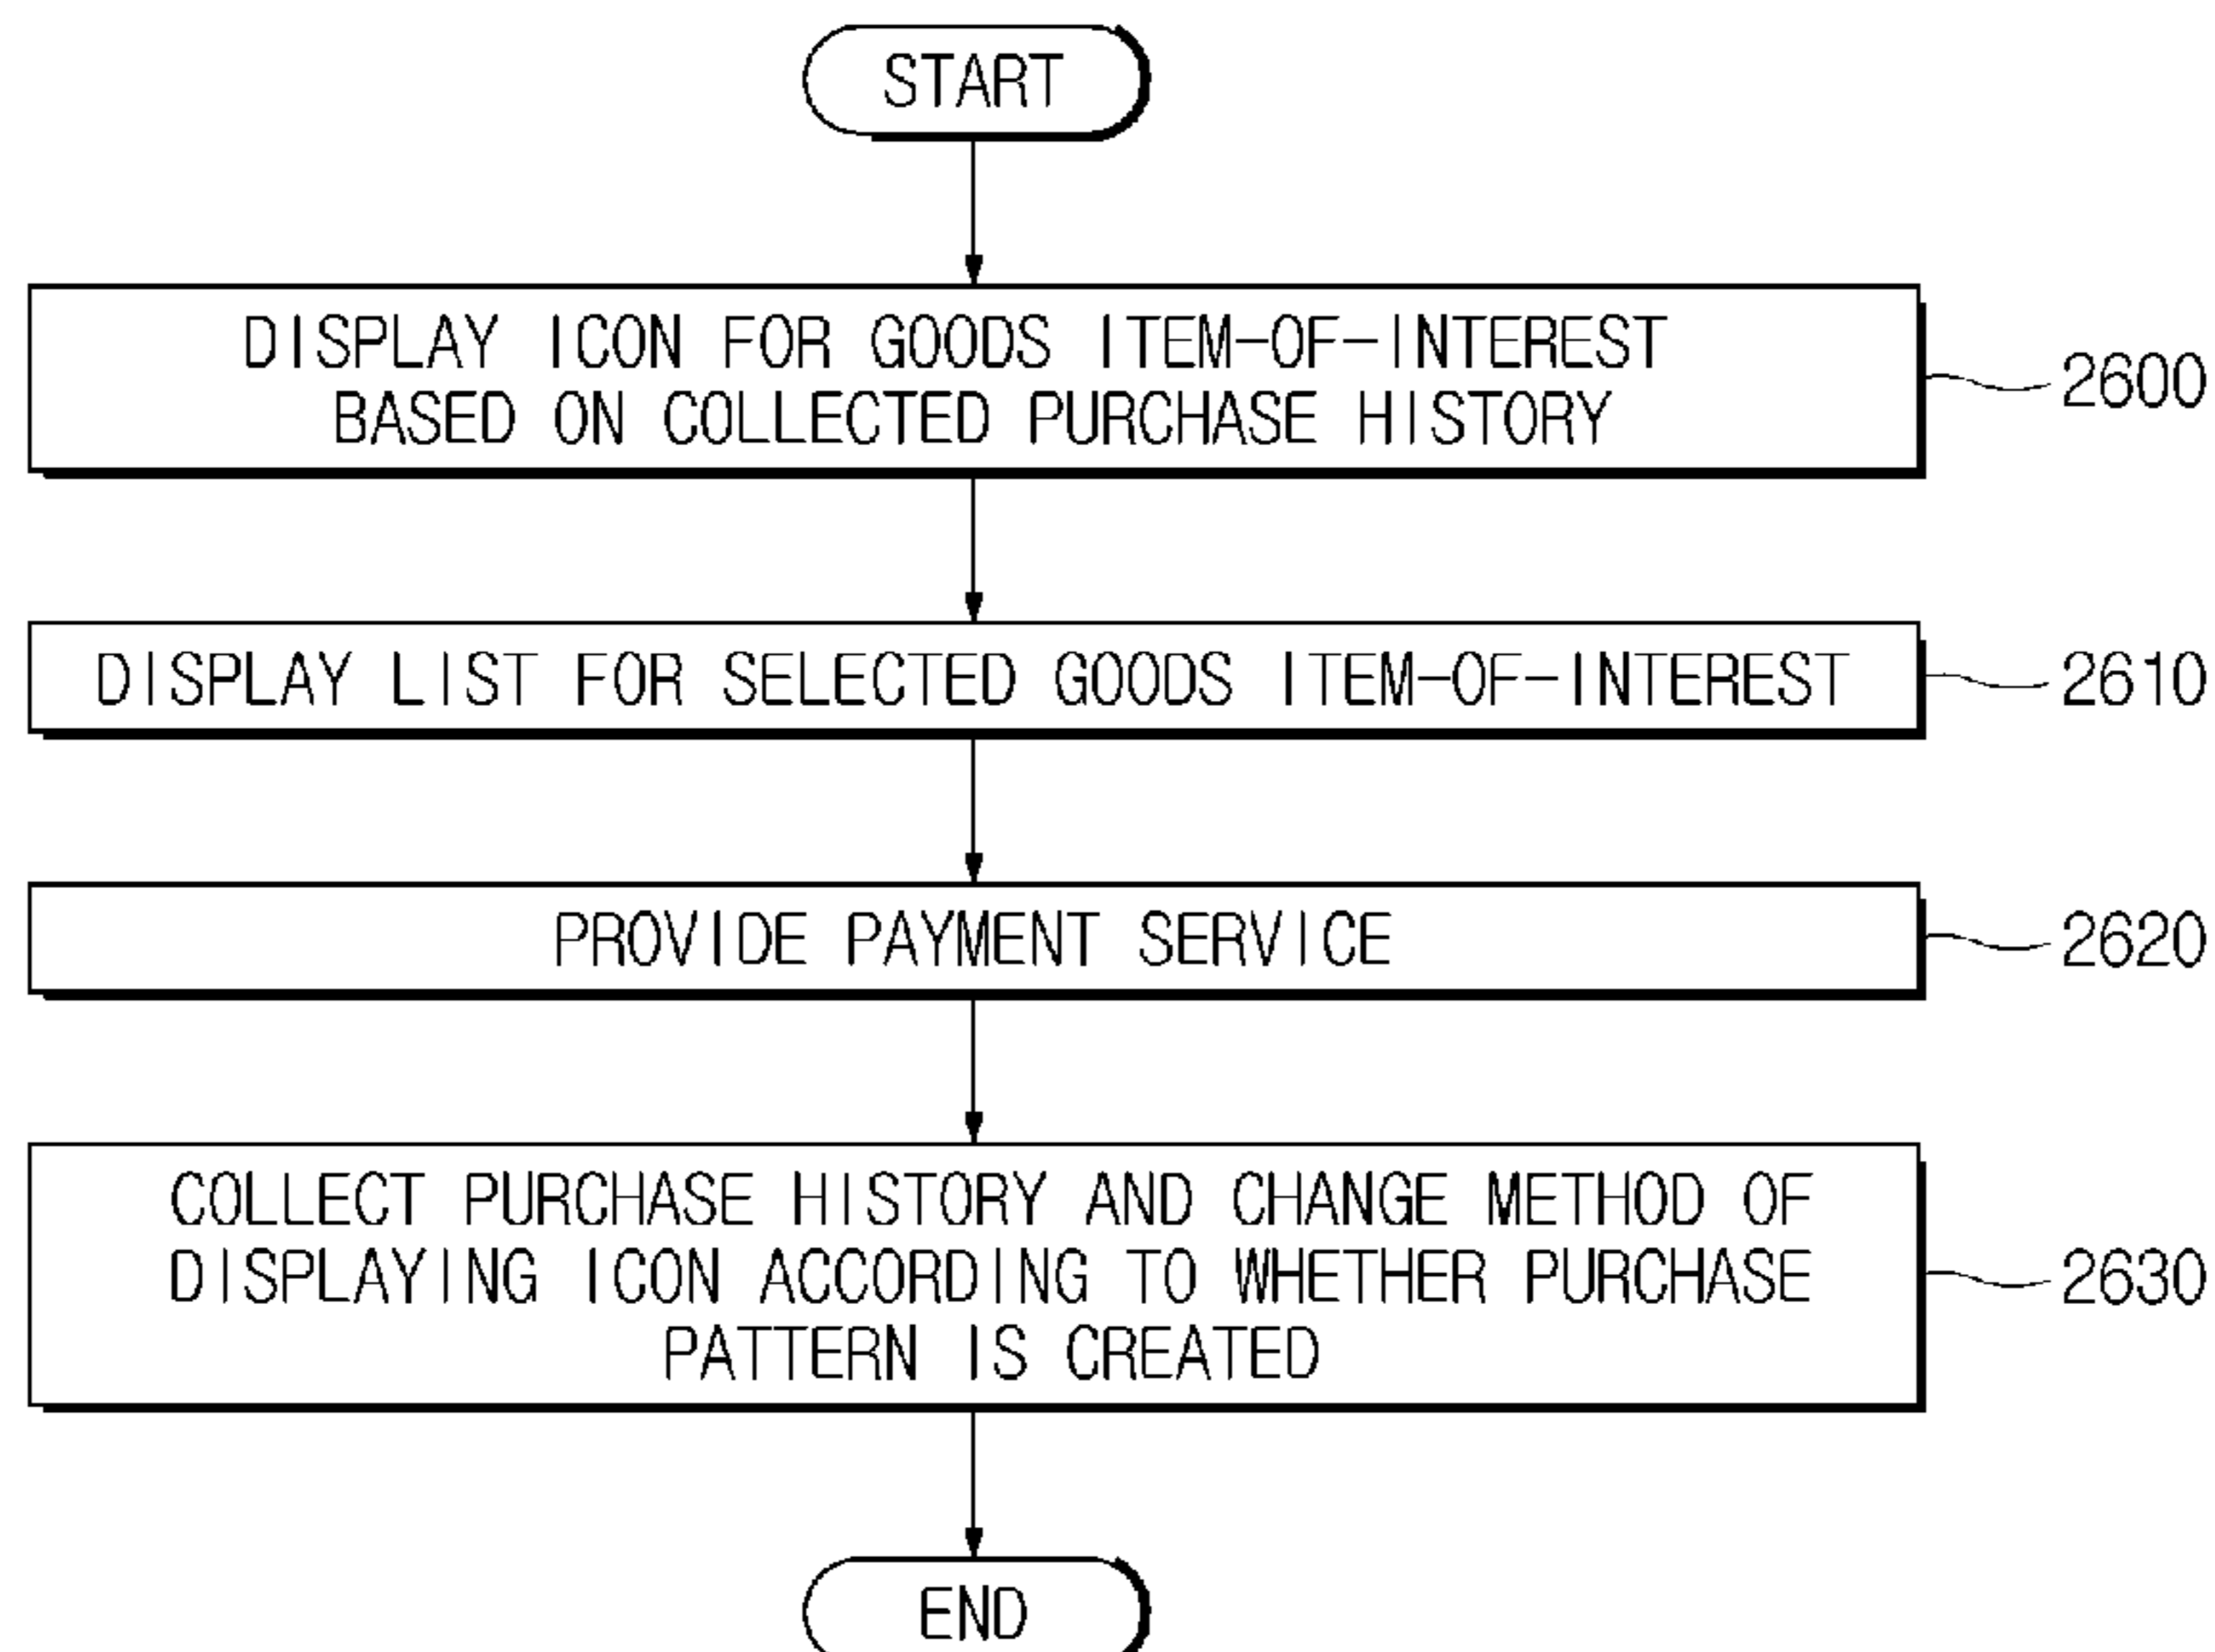 START
DISPLAY ICON FOR GOODS ITEM-OF-INTEREST
BASED ON COLLECTED PURCHASE HISTORY
2600
DISPLAY LIST FOR SELECTED GOODS ITEM-OF-INTEREST
2610
PROVIDE PAYMENT SERVICE
2620
COLLECT PURCHASE HISTORY AND CHANGE METHOD OF
DISPLAYING ICON ACCORDING TO WHETHER PURCHASE
PATTERN IS CREATED
2630
END